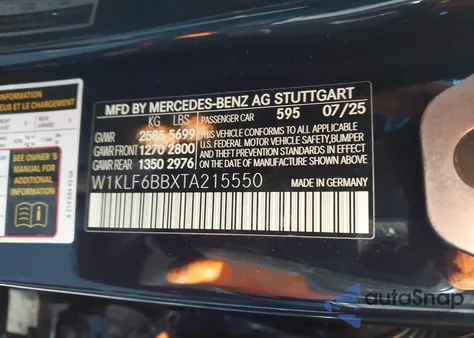 INFORMATION
EUS ET LE CHARGEMENT
SEE OWNER'S
MANUAL FOR
ADDITIONAL
INFORMATION
MFD BY MERCEDES-BENZ AG STUTTGART
KG LBS PASSENGER CAR 595 07/25
GVWR 2585 5699
GAWR FRONT 1270 2800
GAWR REAR 1350 2976
THIS VEHICLE CONFORMS TO ALL APPLICABLE
U.S. FEDERAL MOTOR VEHICLE SAFETY, BUMPER,
AND THEFT PREVENTION STANDARDS IN EFFECT
ON THE DATE OF MANUFACTURE SHOWN ABOVE.
W1KLF6BBXTA215550 MADE IN GERMANY
autoSnap